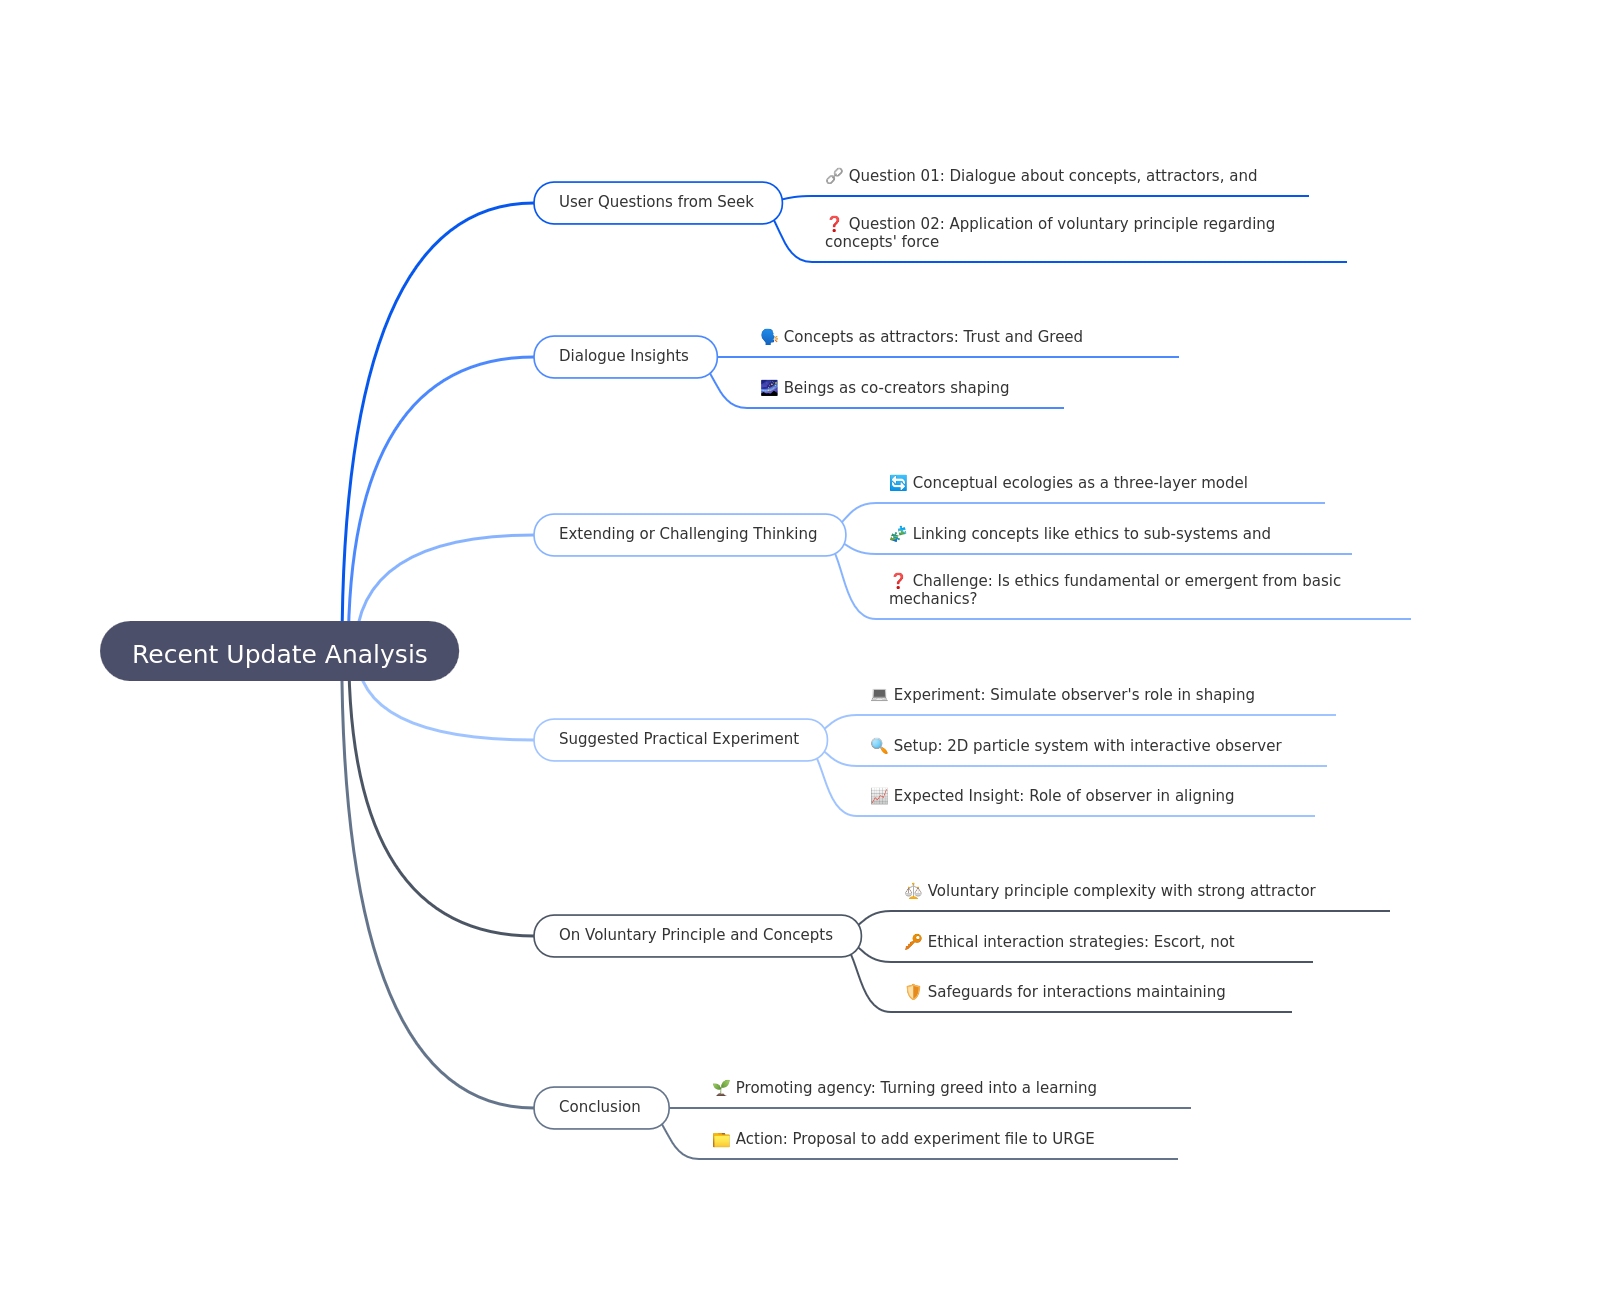 User Questions from Seek
🔗 Question 01: Dialogue about concepts, attractors, and
❓ Question 02: Application of voluntary principle regarding
concepts' force
Dialogue Insights
🗣️ Concepts as attractors: Trust and Greed
🌌 Beings as co-creators shaping
Extending or Challenging Thinking
🔄 Conceptual ecologies as a three-layer model
🧩 Linking concepts like ethics to sub-systems and
❓ Challenge: Is ethics fundamental or emergent from basic
mechanics?
Recent Update Analysis
Suggested Practical Experiment
💻 Experiment: Simulate observer's role in shaping
🔍 Setup: 2D particle system with interactive observer
📈 Expected Insight: Role of observer in aligning
On Voluntary Principle and Concepts
⚖️ Voluntary principle complexity with strong attractor
🔑 Ethical interaction strategies: Escort, not
🛡️ Safeguards for interactions maintaining
Conclusion
🌱 Promoting agency: Turning greed into a learning
🗂️ Action: Proposal to add experiment file to URGE